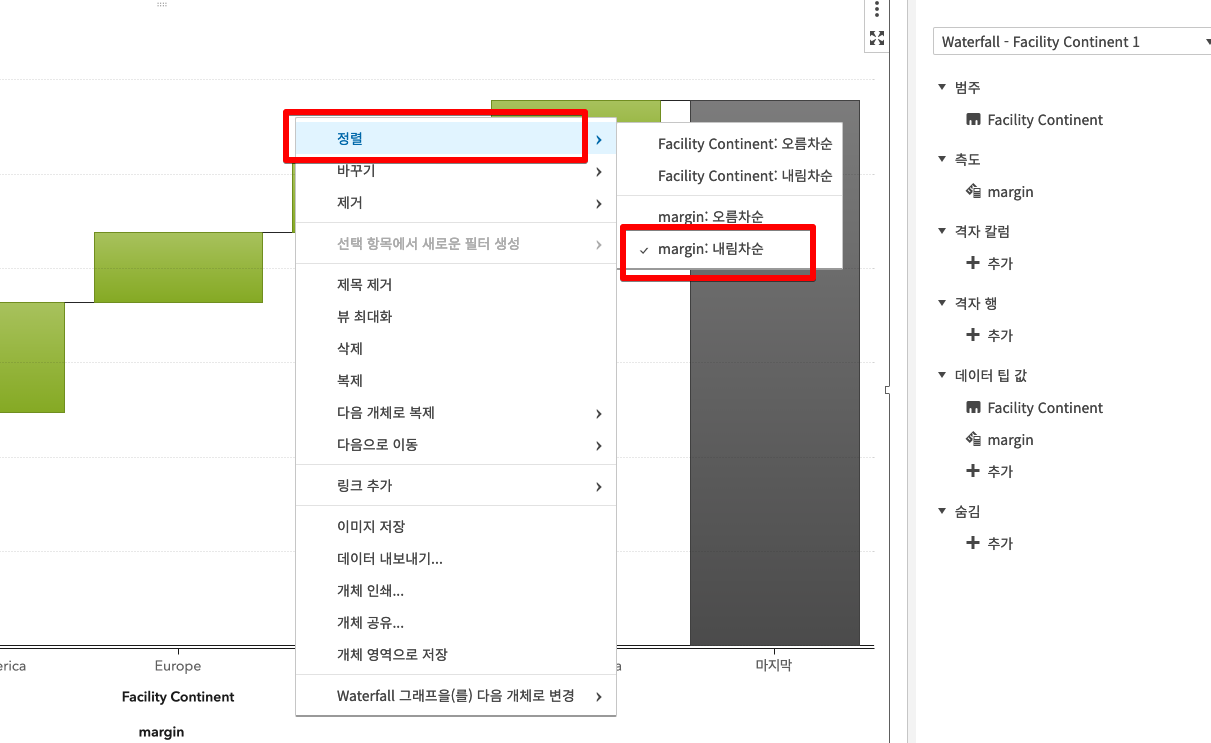 Waterfall - Facility Continent 1
범주
Facility Continent
측도
margin
격자 칼럼
추가
격자 행
추가
데이터 팁 값
Facility Continent
margin
추가
숨김
추가
정렬
바꾸기
제거
선택 항목에서 새로운 필터 생성
제목 제거
뷰 최대화
삭제
복제
다음 개체로 복제
다음으로 이동
링크 추가
이미지 저장
데이터 내보내기...
개체 인쇄...
개체 공유...
개체 영역으로 저장
Waterfall 그래프을(를) 다음 개체로 변경
Facility Continent: 오름차순
Facility Continent: 내림차순
margin: 오름차순
margin: 내림차순
erica
Europe
a
마지막
Facility Continent
margin